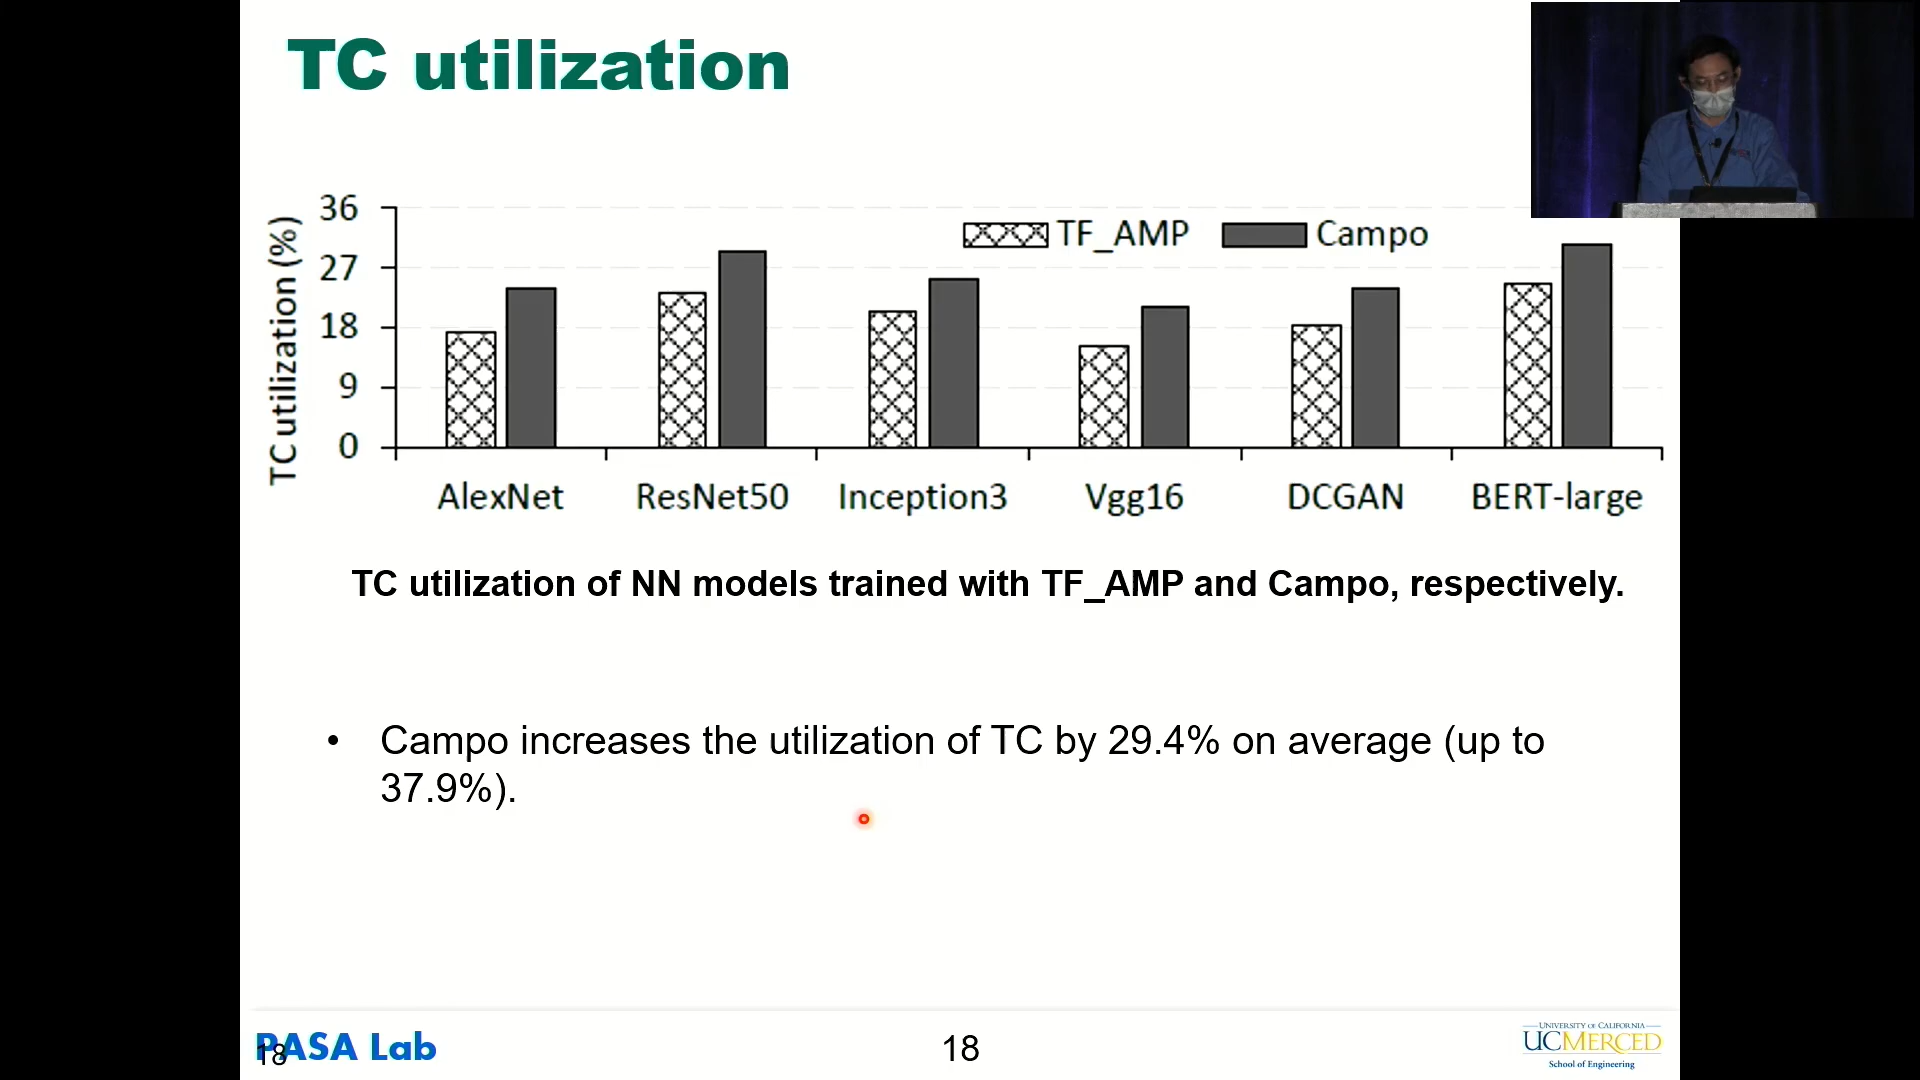 TC utilization
TC utilization (%)
36
27
18
9
0
TF_AMP
Campo
AlexNet
ResNet50
Inception3
Vgg16
DCGAN
BERT-large
TC utilization of NN models trained with TF_AMP and Campo, respectively.
• Campo increases the utilization of TC by 29.4% on average (up to
37.9%).
PASA Lab
18
18
UNIVERSITY OF CALIFORNIA
UCMERCED
School of Engineering